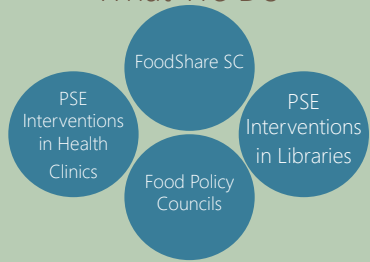 What We Do
FoodShare SC
PSE
Interventions
in Health
Clinics
PSE
Interventions
in Libraries
Food Policy
Councils